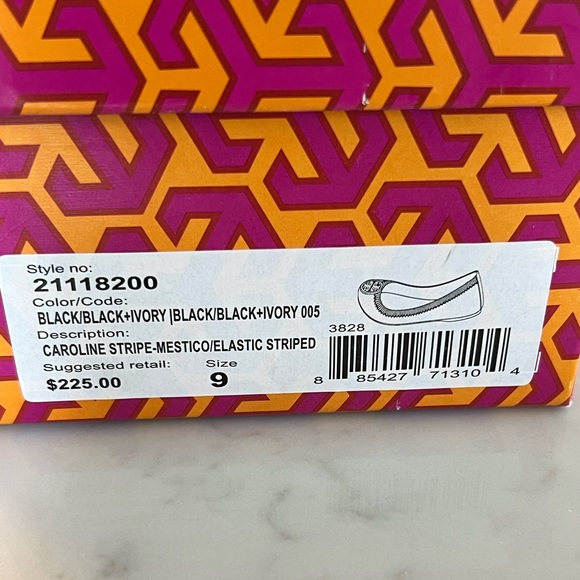 Style no:
21118200
Color/Code:
BLACK/BLACK+IVORY |BLACK/BLACK+IVORY 005
Description:
CAROLINE STRIPE-MESTICO/ELASTIC STRIPED
Suggested retail: Size
$225.00 9
3828
8 85427 71310 4